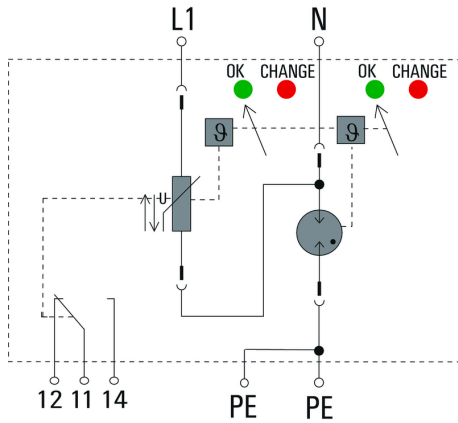 L1 N
OK CHANGE OK CHANGE
ϑ ϑ
U
12 11 14 PE PE